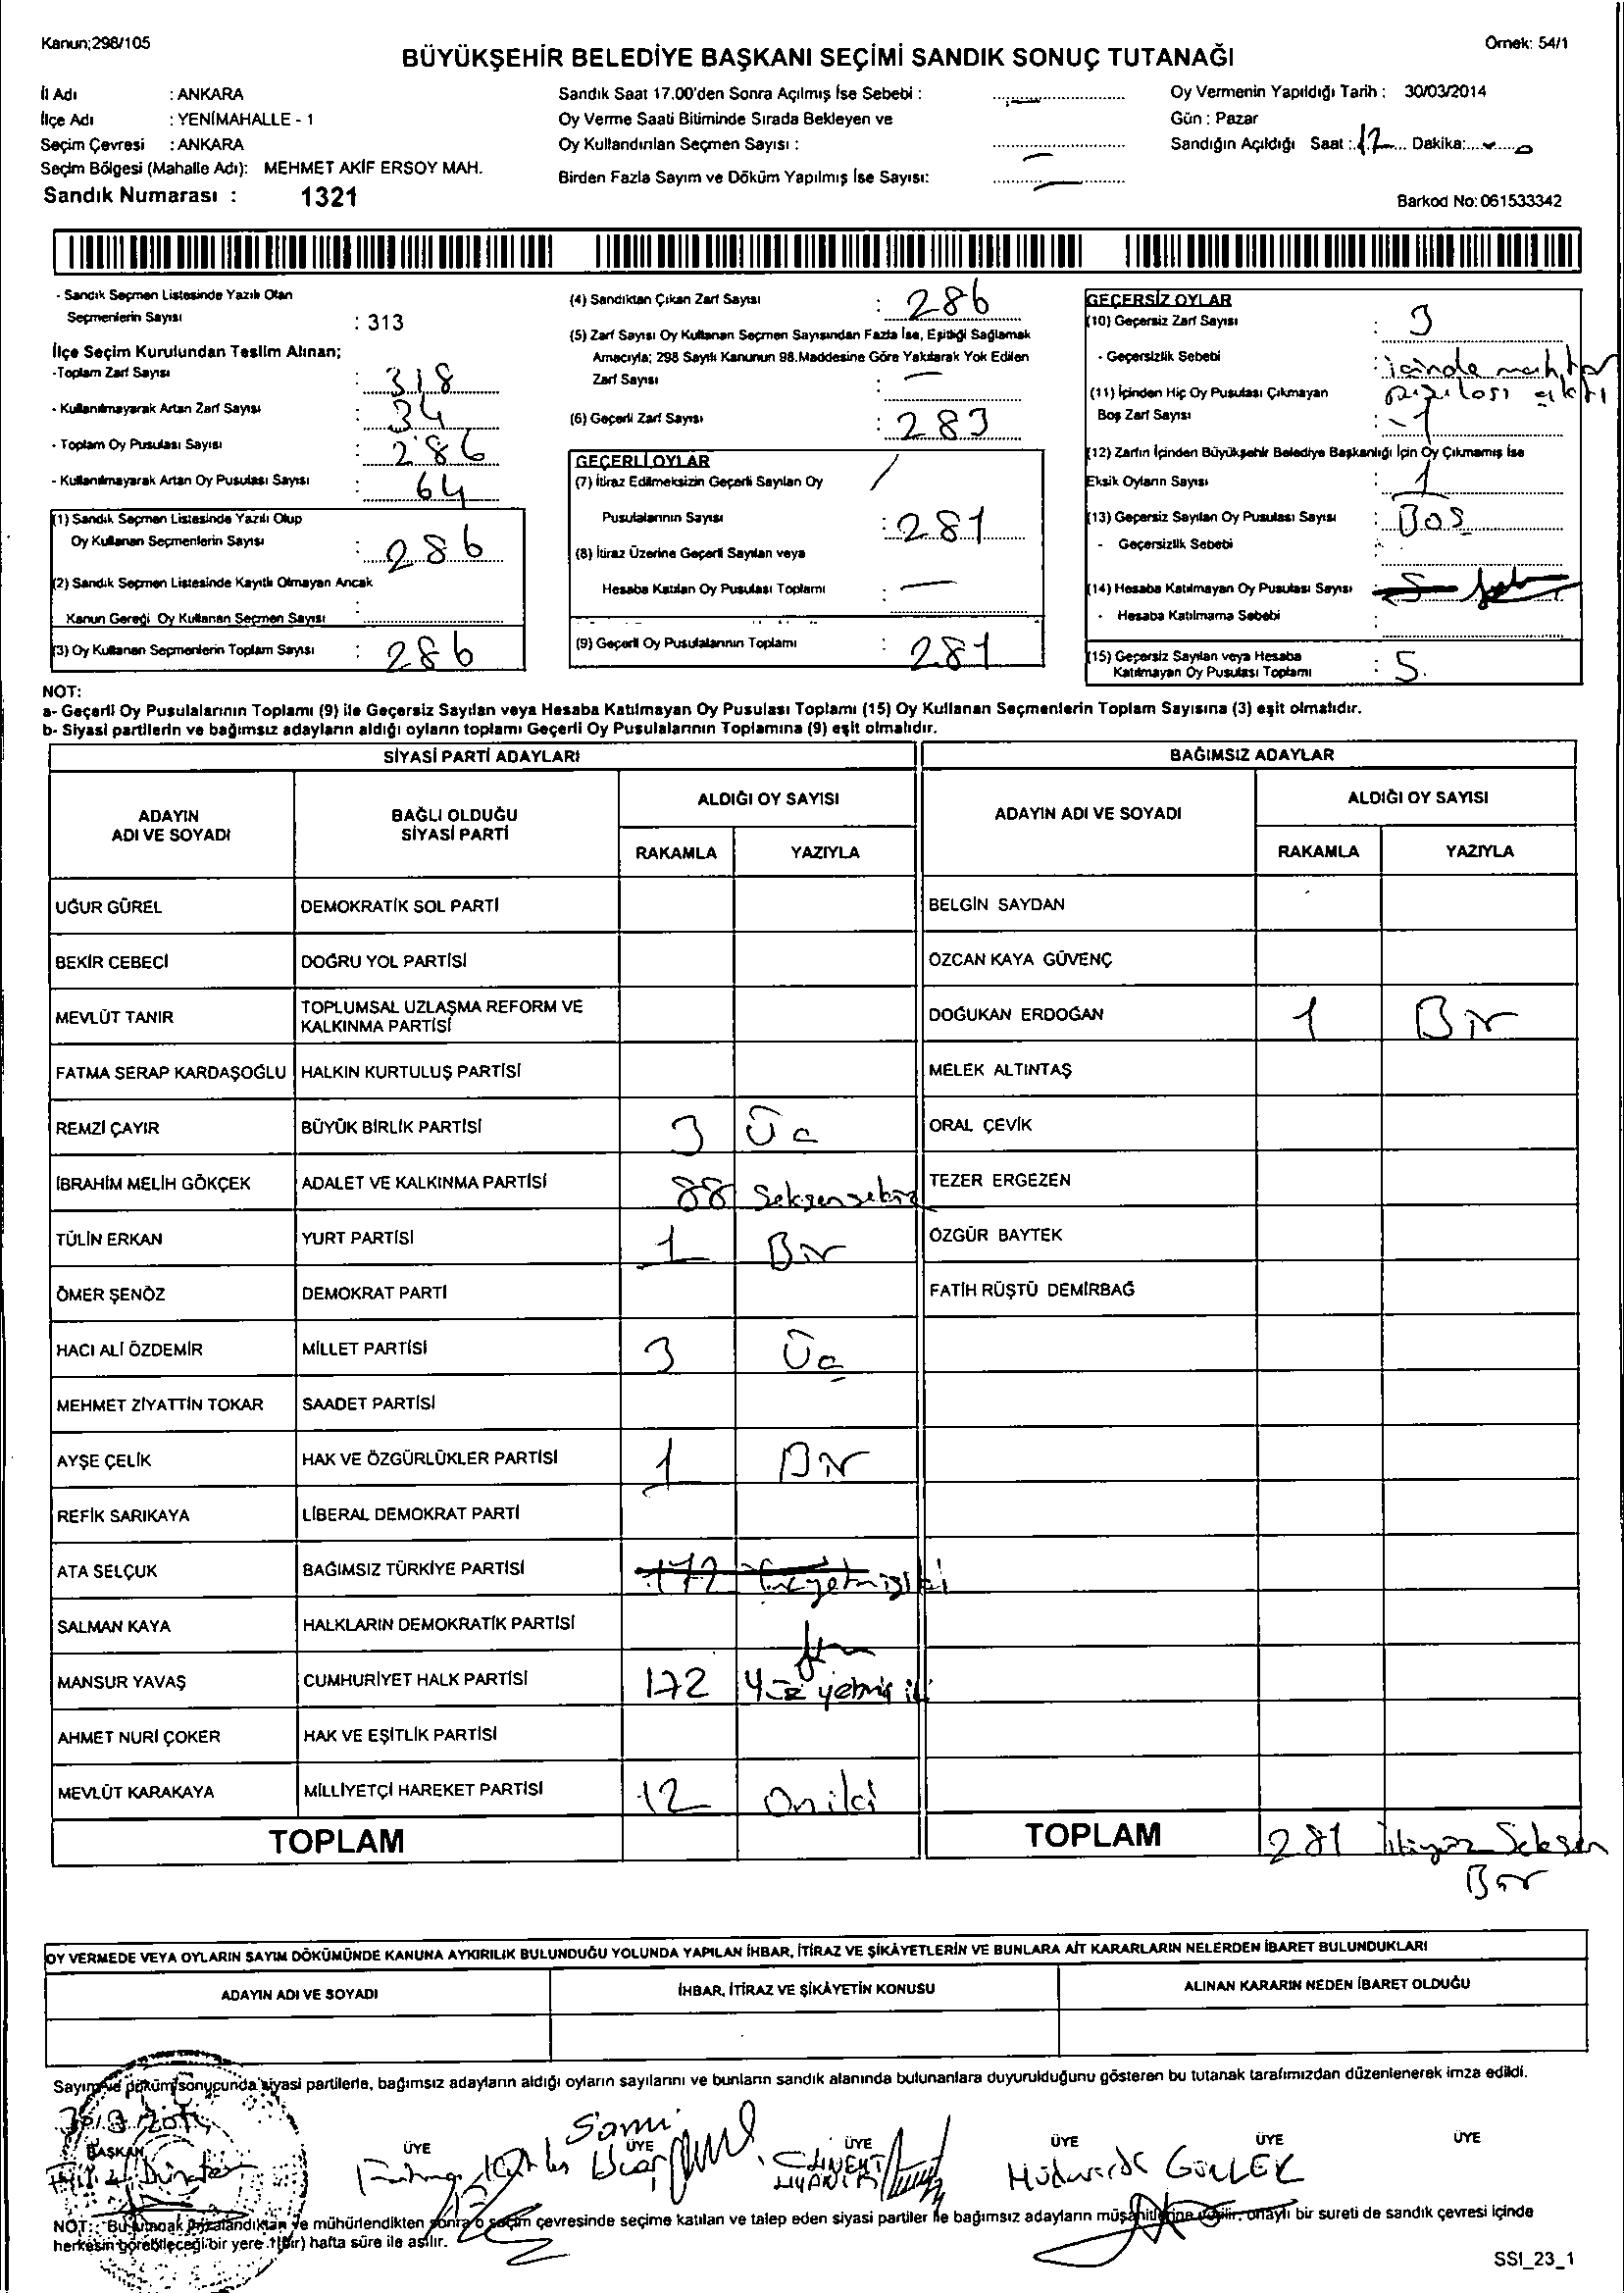 Kanun;298/105
Örnek: 54/1
BÜYÜKŞEHİR BELEDİYE BAŞKANI SEÇİMİ SANDIK SONUÇ TUTANAĞI
İl Adı : ANKARA
İlçe Adı : YENİMAHALLE - 1
Seçim Çevresi : ANKARA
Seçim Bölgesi (Mahalle Adı): MEHMET AKİF ERSOY MAH.
Sandık Numarası : 1321
Sandık Saat 17.00'den Sonra Açılmış İse Sebebi :
Oy Verme Saati Bitiminde Sırada Bekleyen ve
Oy Kullandırılan Seçmen Sayısı :
Birden Fazla Sayım ve Döküm Yapılmış İse Sayısı:
Oy Vermenin Yapıldığı Tarih : 30/03/2014
Gün : Pazar
Sandığın Açıldığı Saat : 17 Dakika:
Barkod No: 061533342
- Sandık Seçmen Listesinde Yazılı Olan
Seçmenlerin Sayısı : 313
İlçe Seçim Kurulundan Teslim Alınan;
-Toplam Zarf Sayısı : 318
- Kullanılmayarak Artan Zarf Sayısı : 34
- Toplam Oy Pusulası Sayısı : 286
- Kullanılmayarak Artan Oy Pusulası Sayısı : 64
(1) Sandık Seçmen Listesinde Yazılı Olup
Oy Kullanan Seçmenlerin Sayısı : 286
(2) Sandık Seçmen Listesinde Kayıtlı Olmayan Ancak
Kanun Gereği Oy Kullanan Seçmen Sayısı :
(3) Oy Kullanan Seçmenlerin Toplam Sayısı : 286
(4) Sandıktan Çıkan Zarf Sayısı : 286
(5) Zarf Sayısı Oy Kullanan Seçmen Sayısından Fazla İse, Eşitliği Sağlamak
Amacıyla; 298 Sayılı Kanunun 98.Maddesine Göre Yakılarak Yok Edilen
Zarf Sayısı : —
(6) Geçerli Zarf Sayısı : 283
GEÇERLİ OYLAR
(7) İtiraz Edilmeksizin Geçerli Sayılan Oy
Pusulalarının Sayısı : 281
(8) İtiraz Üzerine Geçerli Sayılan veya
Hesaba Katılan Oy Pusulası Toplamı : —
(9) Geçerli Oy Pusulalarının Toplamı : 281
GEÇERSİZ OYLAR
(10) Geçersiz Zarf Sayısı : 3
- Geçersizlik Sebebi : içinde muhtar
(11) İçinden Hiç Oy Pusulası Çıkmayan pusulası çıktı
Boş Zarf Sayısı : 1
(12) Zarfın İçinden Büyükşehir Belediye Başkanlığı İçin Oy Çıkmamış İse
Eksik Oyların Sayısı : 1
(13) Geçersiz Sayılan Oy Pusulası Sayısı : Boş
- Geçersizlik Sebebi :
(14) Hesaba Katılmayan Oy Pusulası Sayısı 5
- Hesaba Katılmama Sebebi :
(15) Geçersiz Sayılan veya Hesaba
Katılmayan Oy Pusulası Toplamı : 5.
NOT:
a- Geçerli Oy Pusulalarının Toplamı (9) ile Geçersiz Sayılan veya Hesaba Katılmayan Oy Pusulası Toplamı (15) Oy Kullanan Seçmenlerin Toplam Sayısına (3) eşit olmalıdır.
b- Siyasi partilerin ve bağımsız adayların aldığı oyların toplamı Geçerli Oy Pusulalarının Toplamına (9) eşit olmalıdır.
SİYASİ PARTİ ADAYLARI BAĞIMSIZ ADAYLAR
ADAYIN ADI VE SOYADI BAĞLI OLDUĞU SİYASİ PARTİ ALDIĞI OY SAYISI ADAYIN ADI VE SOYADI ALDIĞI OY SAYISI
RAKAMLA YAZIYLA RAKAMLA YAZIYLA
UĞUR GÜREL DEMOKRATİK SOL PARTİ BELGİN SAYDAN
BEKİR CEBECİ DOĞRU YOL PARTİSİ ÖZCAN KAYA GÜVENÇ
MEVLÜT TANIR TOPLUMSAL UZLAŞMA REFORM VE KALKINMA PARTİSİ DOĞUKAN ERDOĞAN 1 Bir
FATMA SERAP KARDAŞOĞLU HALKIN KURTULUŞ PARTİSİ MELEK ALTINTAŞ
REMZİ ÇAYIR BÜYÜK BİRLİK PARTİSİ 3 Üc ORAL ÇEVİK
İBRAHİM MELİH GÖKÇEK ADALET VE KALKINMA PARTİSİ 88 Seksensekiz TEZER ERGEZEN
TÜLİN ERKAN YURT PARTİSİ 1 Bir ÖZGÜR BAYTEK
ÖMER ŞENÖZ DEMOKRAT PARTİ FATİH RÜŞTÜ DEMİRBAĞ
HACI ALİ ÖZDEMİR MİLLET PARTİSİ 3 Üç
MEHMET ZİYATTİN TOKAR SAADET PARTİSİ
AYŞE ÇELİK HAK VE ÖZGÜRLÜKLER PARTİSİ 1 Bir
REFİK SARIKAYA LİBERAL DEMOKRAT PARTİ
ATA SELÇUK BAĞIMSIZ TÜRKİYE PARTİSİ 172 Yüzyetmişiki
SALMAN KAYA HALKLARIN DEMOKRATİK PARTİSİ
MANSUR YAVAŞ CUMHURİYET HALK PARTİSİ 172 Yüz yetmiş iki
AHMET NURİ ÇOKER HAK VE EŞİTLİK PARTİSİ
MEVLÜT KARAKAYA MİLLİYETÇİ HAREKET PARTİSİ 12 Oniki
TOPLAM TOPLAM 281 İkiyüz Seksen
Bir
OY VERMEDE VEYA OYLARIN SAYIM DÖKÜMÜNDE KANUNA AYKIRILIK BULUNDUĞU YOLUNDA YAPILAN İHBAR, İTİRAZ VE ŞİKÂYETLERİN VE BUNLARA AİT KARARLARIN NELERDEN İBARET BULUNDUKLARI
ADAYIN ADI VE SOYADI İHBAR, İTİRAZ VE ŞİKÂYETİN KONUSU ALINAN KARARIN NEDEN İBARET OLDUĞU
Sayım ve dökümü sonucunda siyasi partilerle, bağımsız adayların aldığı oyların sayılarını ve bunların sandık alanında bulunanlara duyurulduğunu gösteren bu tutanak tarafımızdan düzenlenerek imza edildi.
BAŞKAN ÜYE ÜYE ÜYE ÜYE ÜYE ÜYE
Sami
Fatma
GÜLLEK
NOT: Bu tutanak imzalandıktan ve mühürlendikten sonra o seçim çevresinde seçime katılan ve talep eden siyasi partiler ile bağımsız adayların müşahitlerine verilir, onaylı bir sureti de sandık çevresi içinde
herkesin görebileceği bir yere 1(bir) hafta süre ile asılır.
SSI_23_1